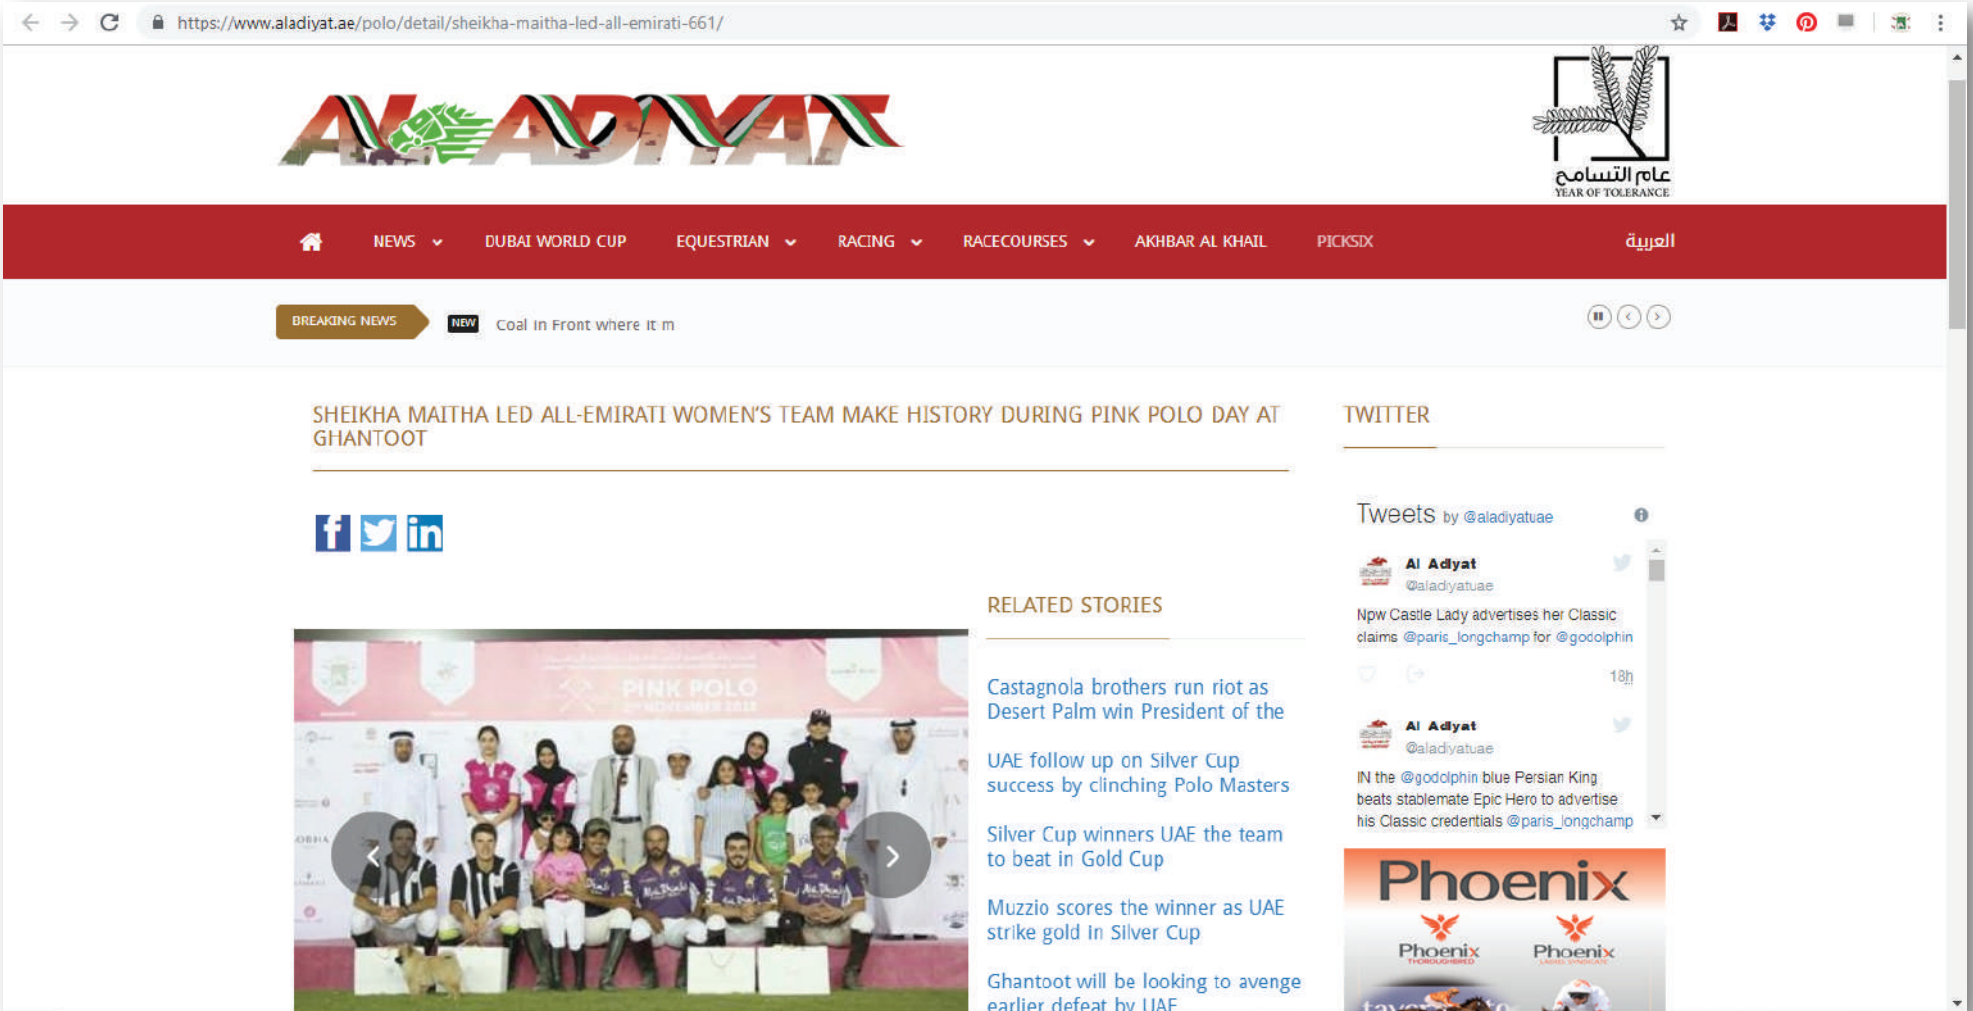 https://www.aladiyat.ae/polo/detail/sheikha-maitha-led-all-emirati-661/
AL ADIYAT
عام التسامح
YEAR OF TOLERANCE
NEWS
DUBAI WORLD CUP
EQUESTRIAN
RACING
RACECOURSES
AKHBAR AL KHAIL
PICKSIX
العربية
BREAKING NEWS
NEW
Coal In Front where It m
SHEIKHA MAITHA LED ALL-EMIRATI WOMEN'S TEAM MAKE HISTORY DURING PINK POLO DAY AT
GHANTOOT
f
in
PINK POLO
RELATED STORIES
Castagnola brothers run riot as
Desert Palm win President of the
UAE follow up on Silver Cup
success by clinching Polo Masters
Silver Cup winners UAE the team
to beat in Gold Cup
Muzzio scores the winner as UAE
strike gold in Silver Cup
Ghantoot will be looking to avenge
earlier defeat by UAE
TWITTER
Tweets by @aladiyatuae
Al Adiyat
@aladiyatuae
Npw Castle Lady advertises her Classic
claims @paris_longchamp for @godolphin
18h
Al Adiyat
@aladiyatuae
IN the @godolphin blue Persian King
beats stablemate Epic Hero to advertise
his Classic credentials @paris_longchamp
Phoenix
Phoenix
THOROUGHBRED
Phoenix
LADIES SYNDICATE